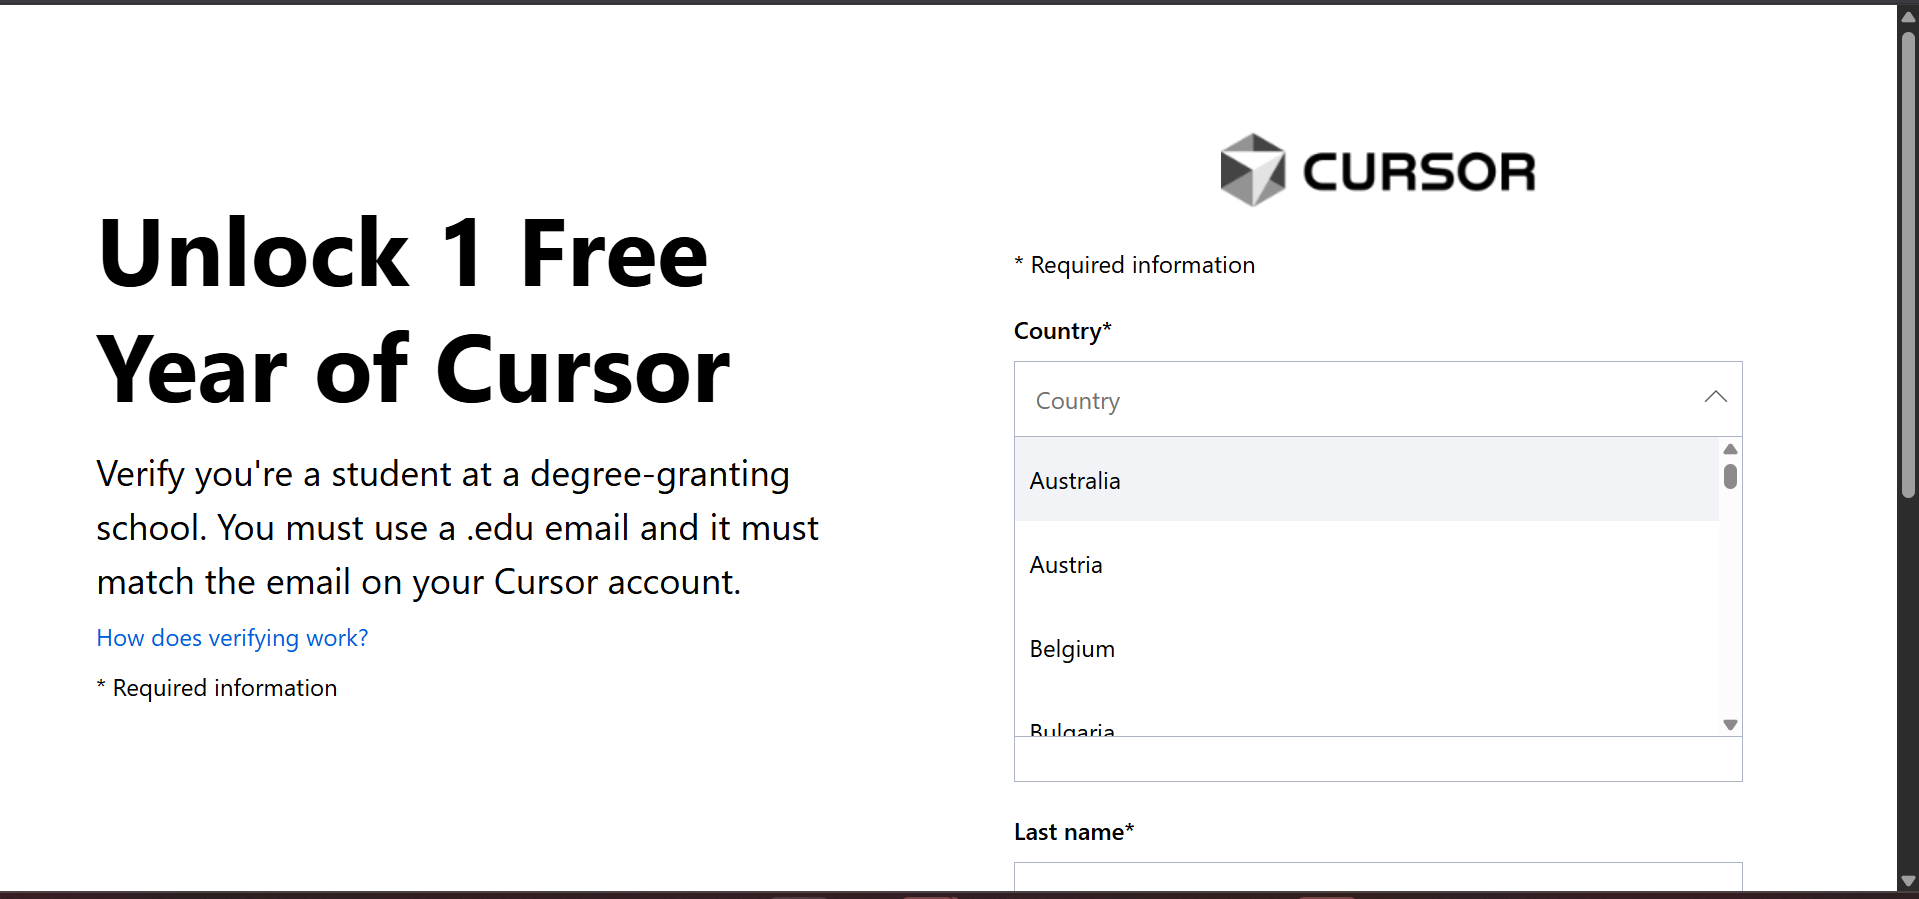 Unlock 1 Free
Year of Cursor
Verify you're a student at a degree-granting
school. You must use a .edu email and it must
match the email on your Cursor account.
How does verifying work?
* Required information
CURSOR
* Required information
Country*
Country
Australia
Austria
Belgium
Bulgaria
Last name*